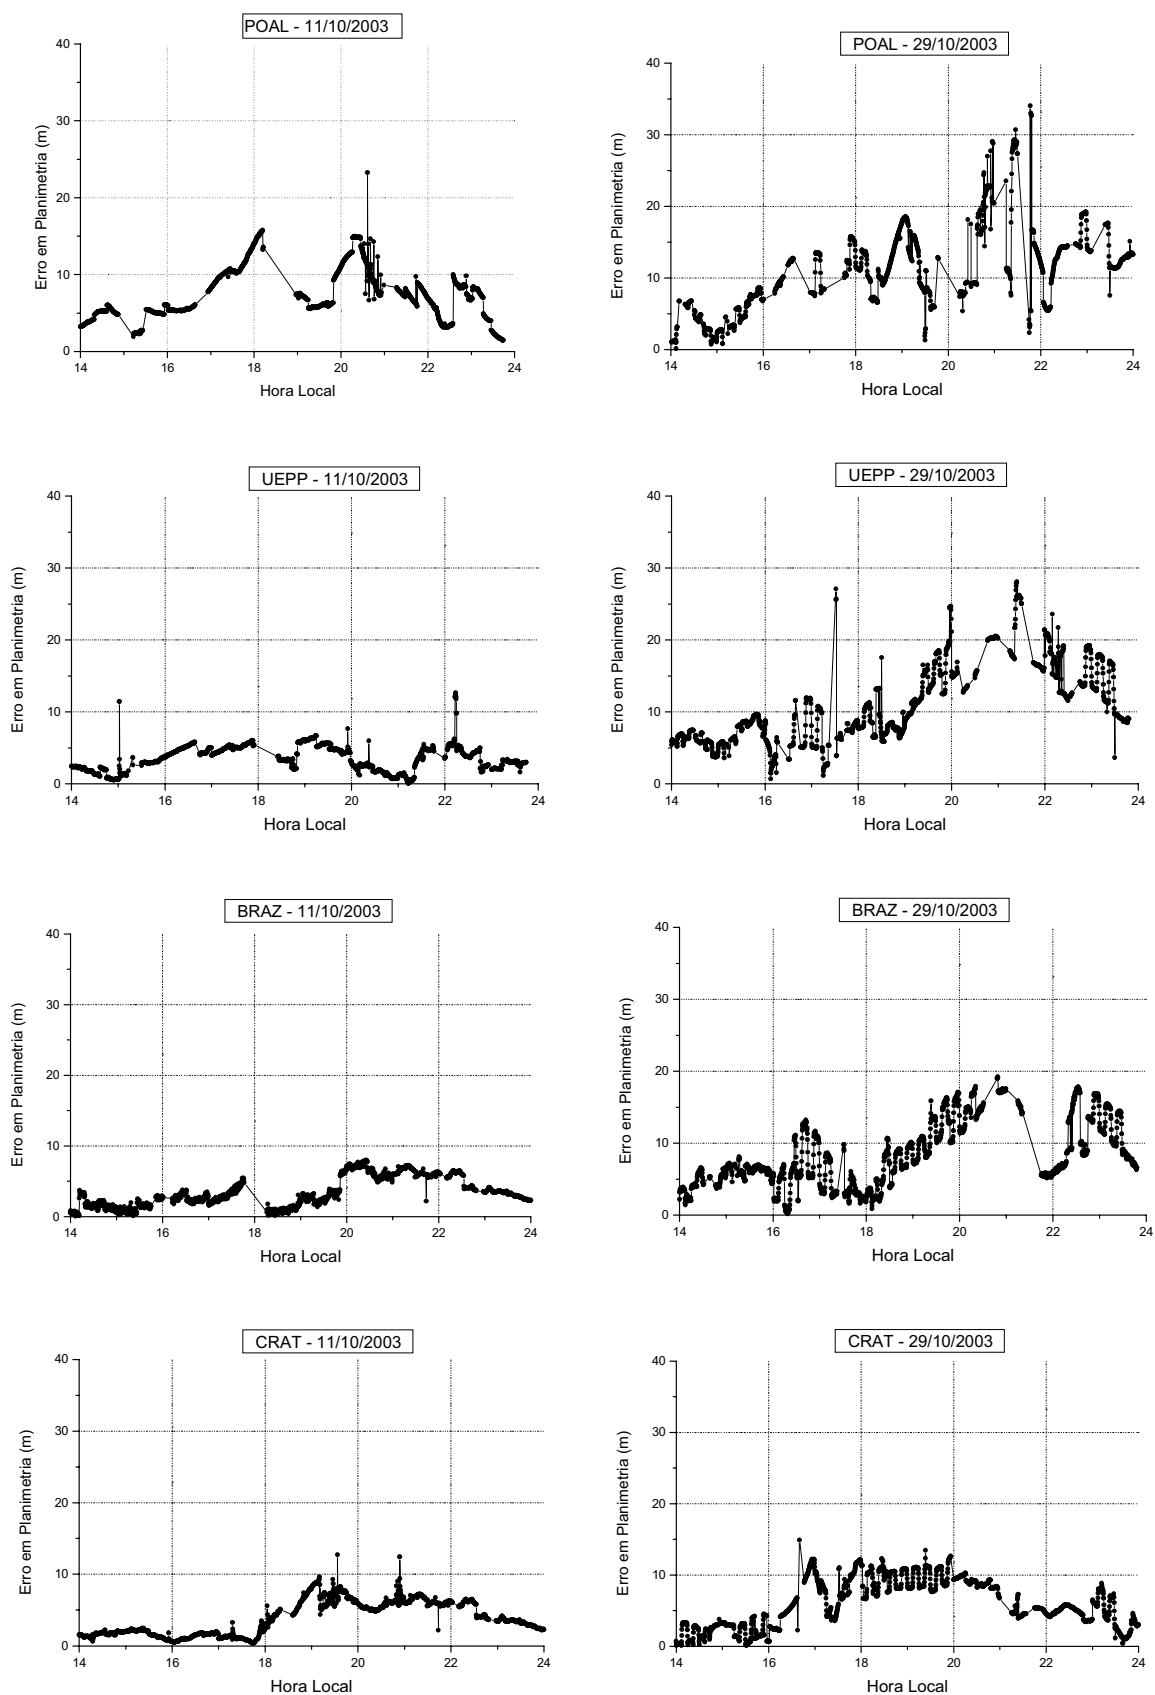 POAL - 11/10/2003
40
30
20
10
0
14 16 18 20 22 24
Erro em Planimetria (m)
Hora Local
POAL - 29/10/2003
40
30
20
10
0
14 16 18 20 22 24
Erro em Planimetria (m)
Hora Local
UEPP - 11/10/2003
40
30
20
10
0
14 16 18 20 22 24
Erro em Planimetria (m)
Hora Local
UEPP - 29/10/2003
40
30
20
10
0
14 16 18 20 22 24
Erro em Planimetria (m)
Hora Local
BRAZ - 11/10/2003
40
30
20
10
0
14 16 18 20 22 24
Erro em Planimetria (m)
Hora Local
BRAZ - 29/10/2003
40
30
20
10
0
14 16 18 20 22 24
Erro em Planimetria (m)
Hora Local
CRAT - 11/10/2003
40
30
20
10
0
14 16 18 20 22 24
Erro em Planimetria (m)
Hora Local
CRAT - 29/10/2003
40
30
20
10
0
14 16 18 20 22 24
Erro em Planimetria (m)
Hora Local